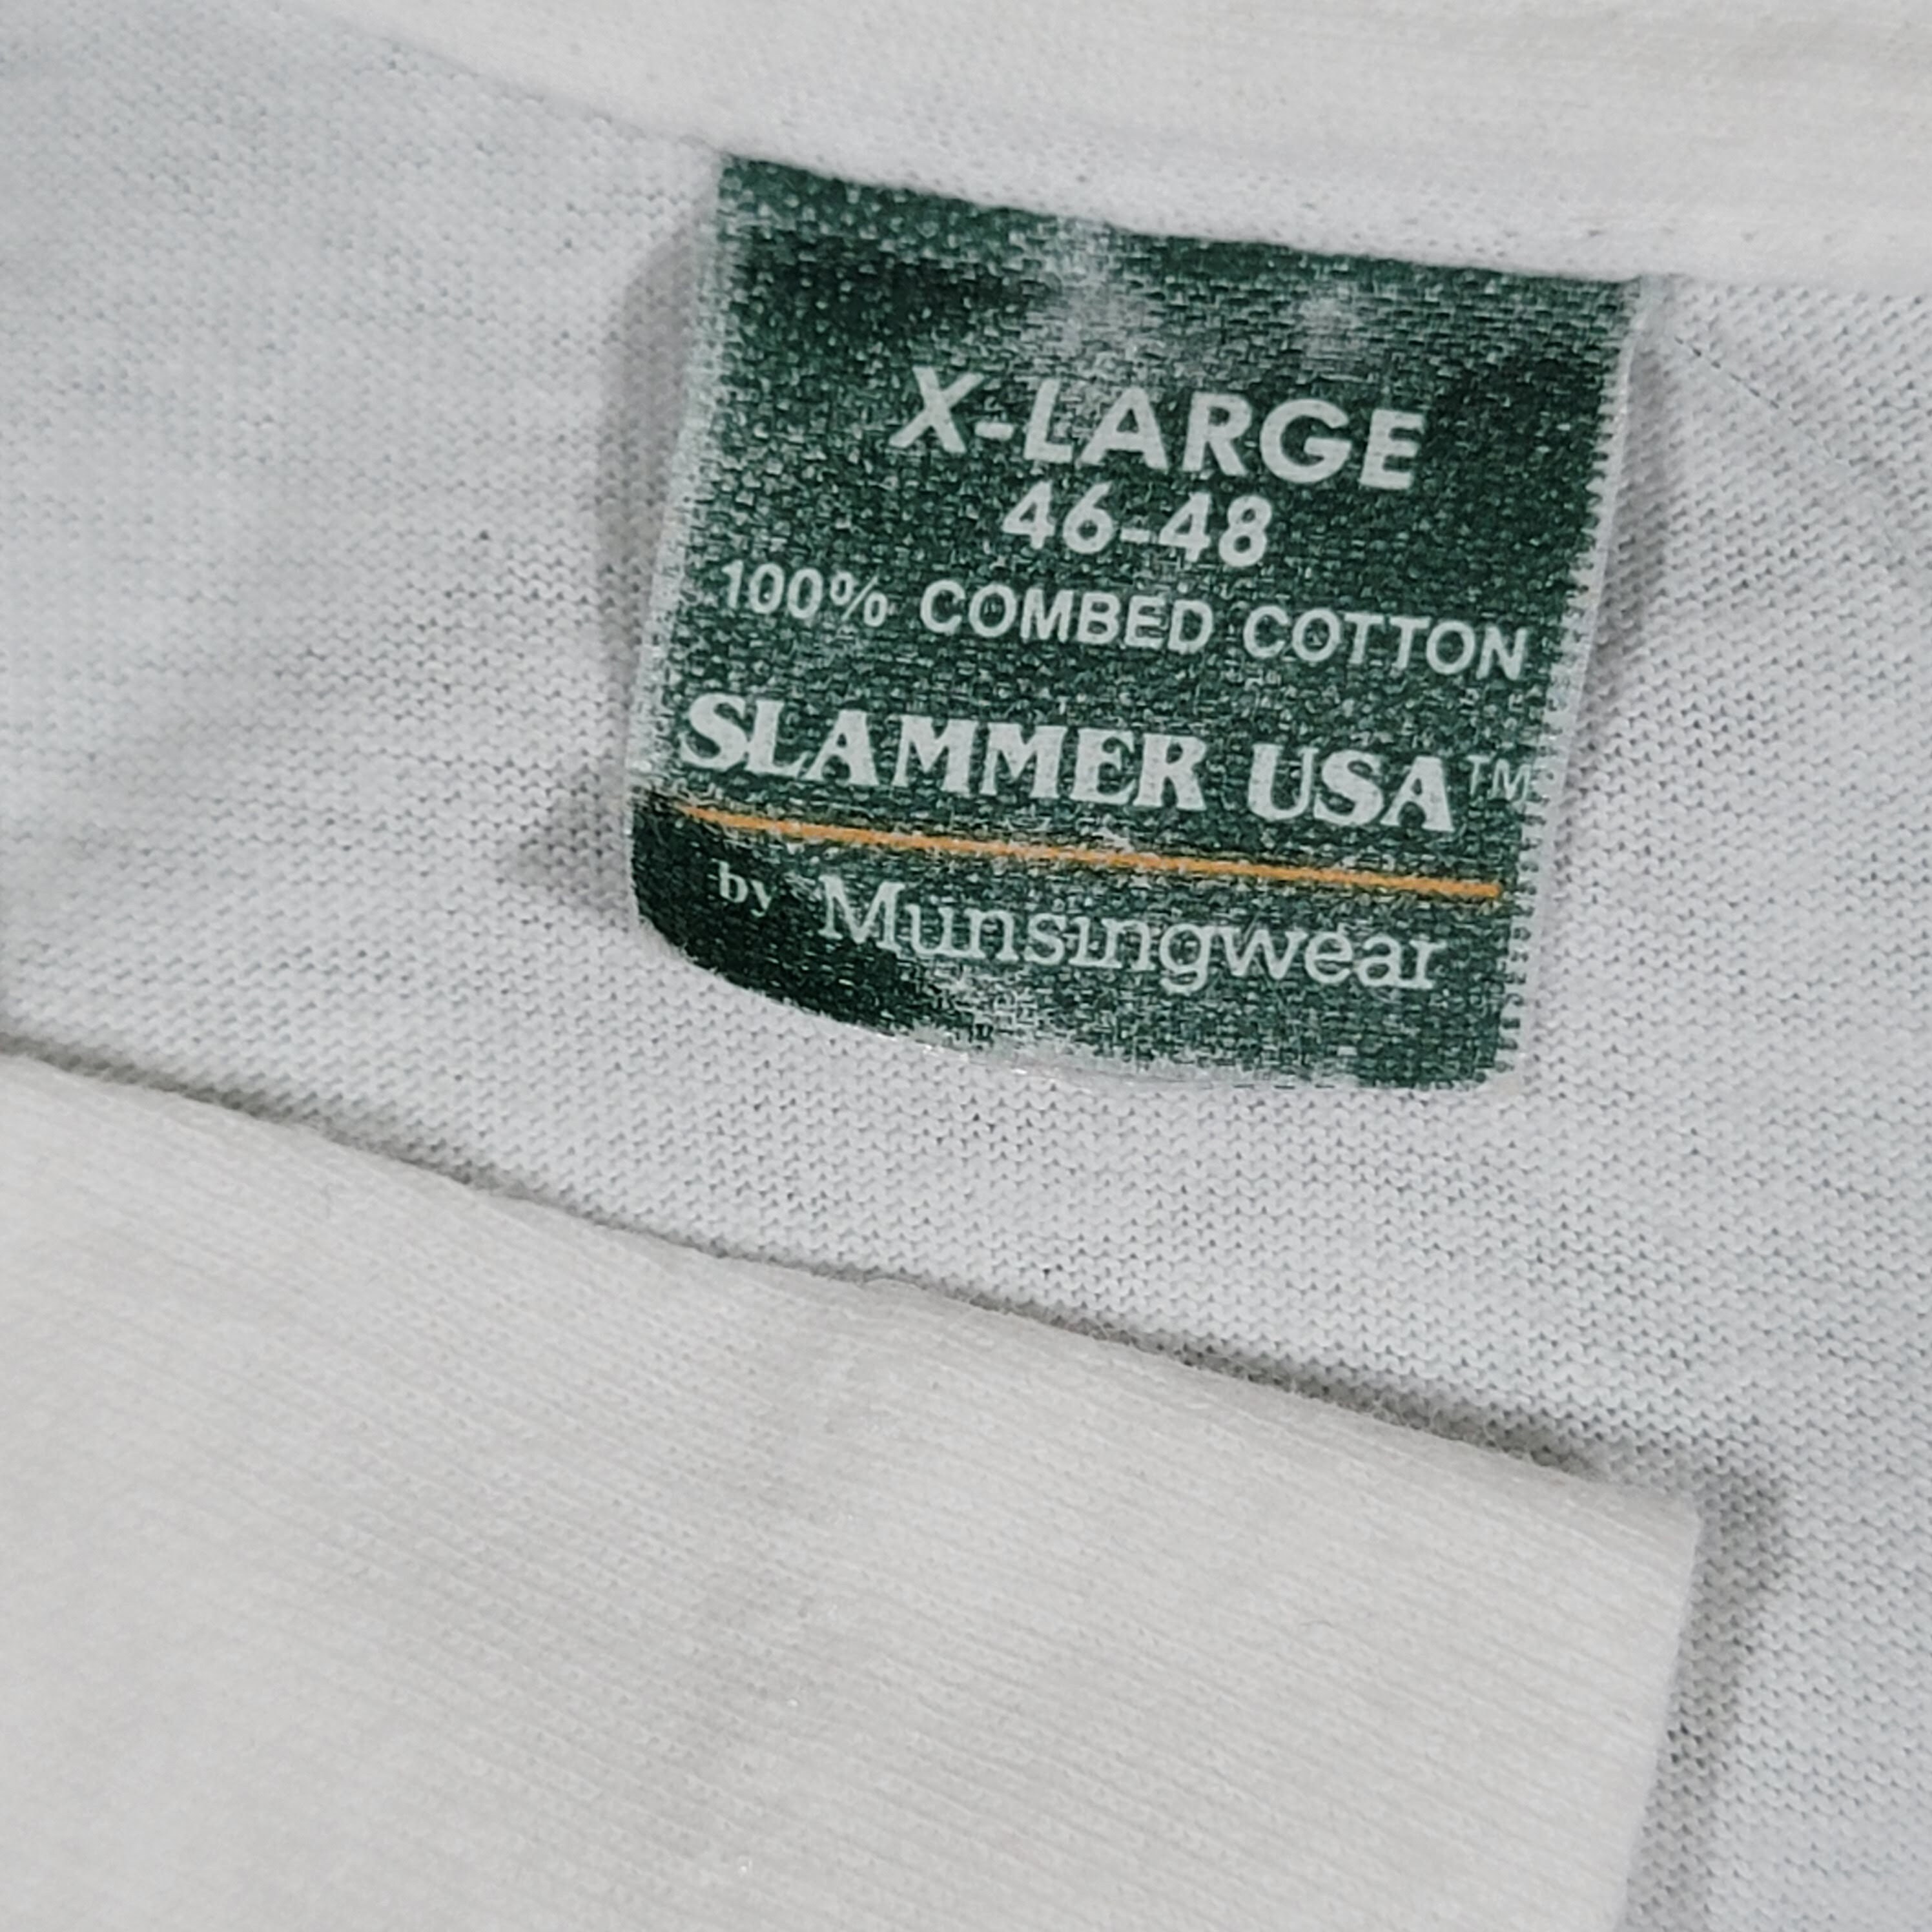 X-LARGE
46-48
100% COMBED COTTON
SLAMMER USA™
by Munsingwear